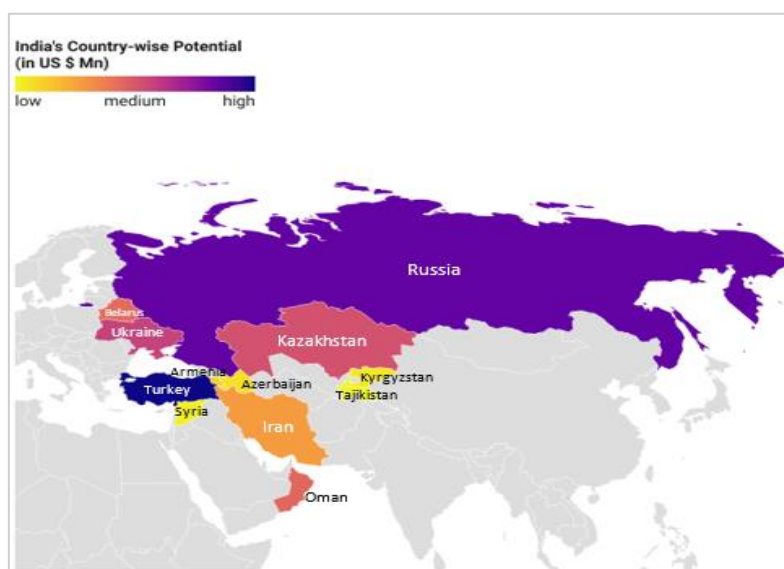 India's Country-wise Potential
(in US $ Mn)
low medium high
Russia
Belarus
Ukraine
Kazakhstan
Armenia
Kyrgyzstan
Turkey
Azerbaijan
Tajikistan
Syria
Iran
Oman